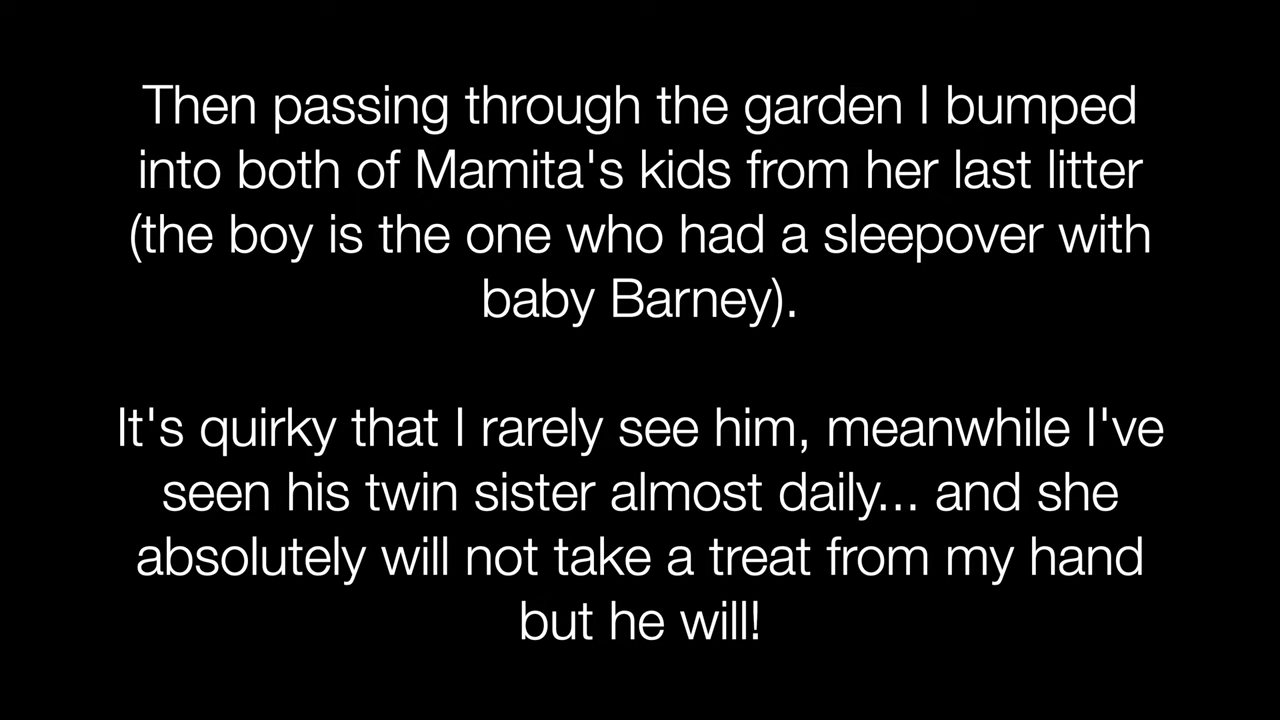 Then passing through the garden I bumped
into both of Mamita's kids from her last litter
(the boy is the one who had a sleepover with
baby Barney).
It's quirky that I rarely see him, meanwhile I've
seen his twin sister almost daily... and she
absolutely will not take a treat from my hand
but he will!